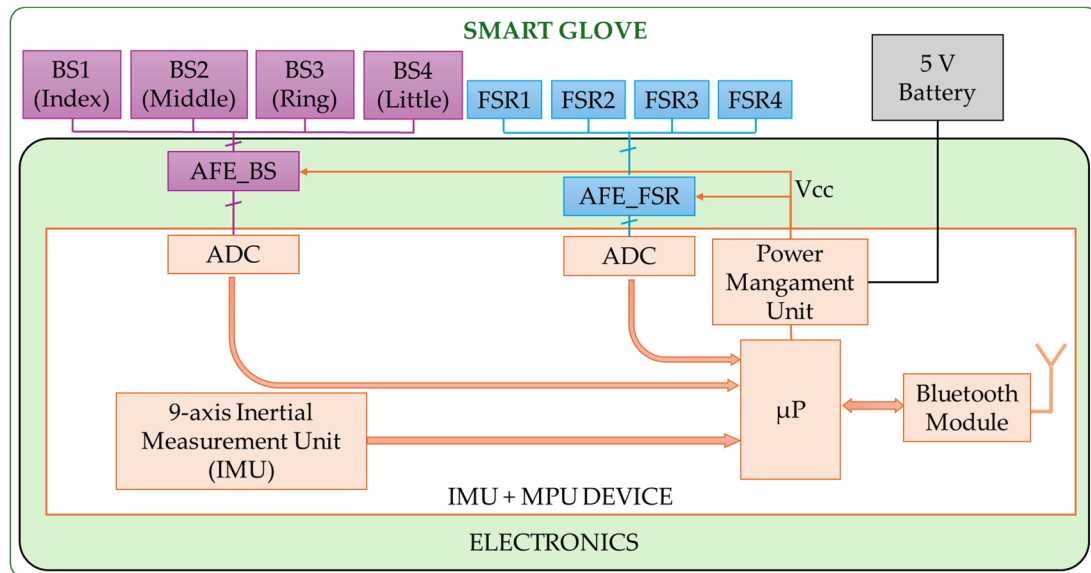 SMART GLOVE
BS1
(Index)
BS2
(Middle)
BS3
(Ring)
BS4
(Little)
FSR1
FSR2
FSR3
FSR4
5 V
Battery
AFE_BS
AFE_FSR
Vcc
ADC
ADC
Power
Mangament
Unit
9-axis Inertial
Measurement Unit
(IMU)
μP
Bluetooth
Module
IMU + MPU DEVICE
ELECTRONICS